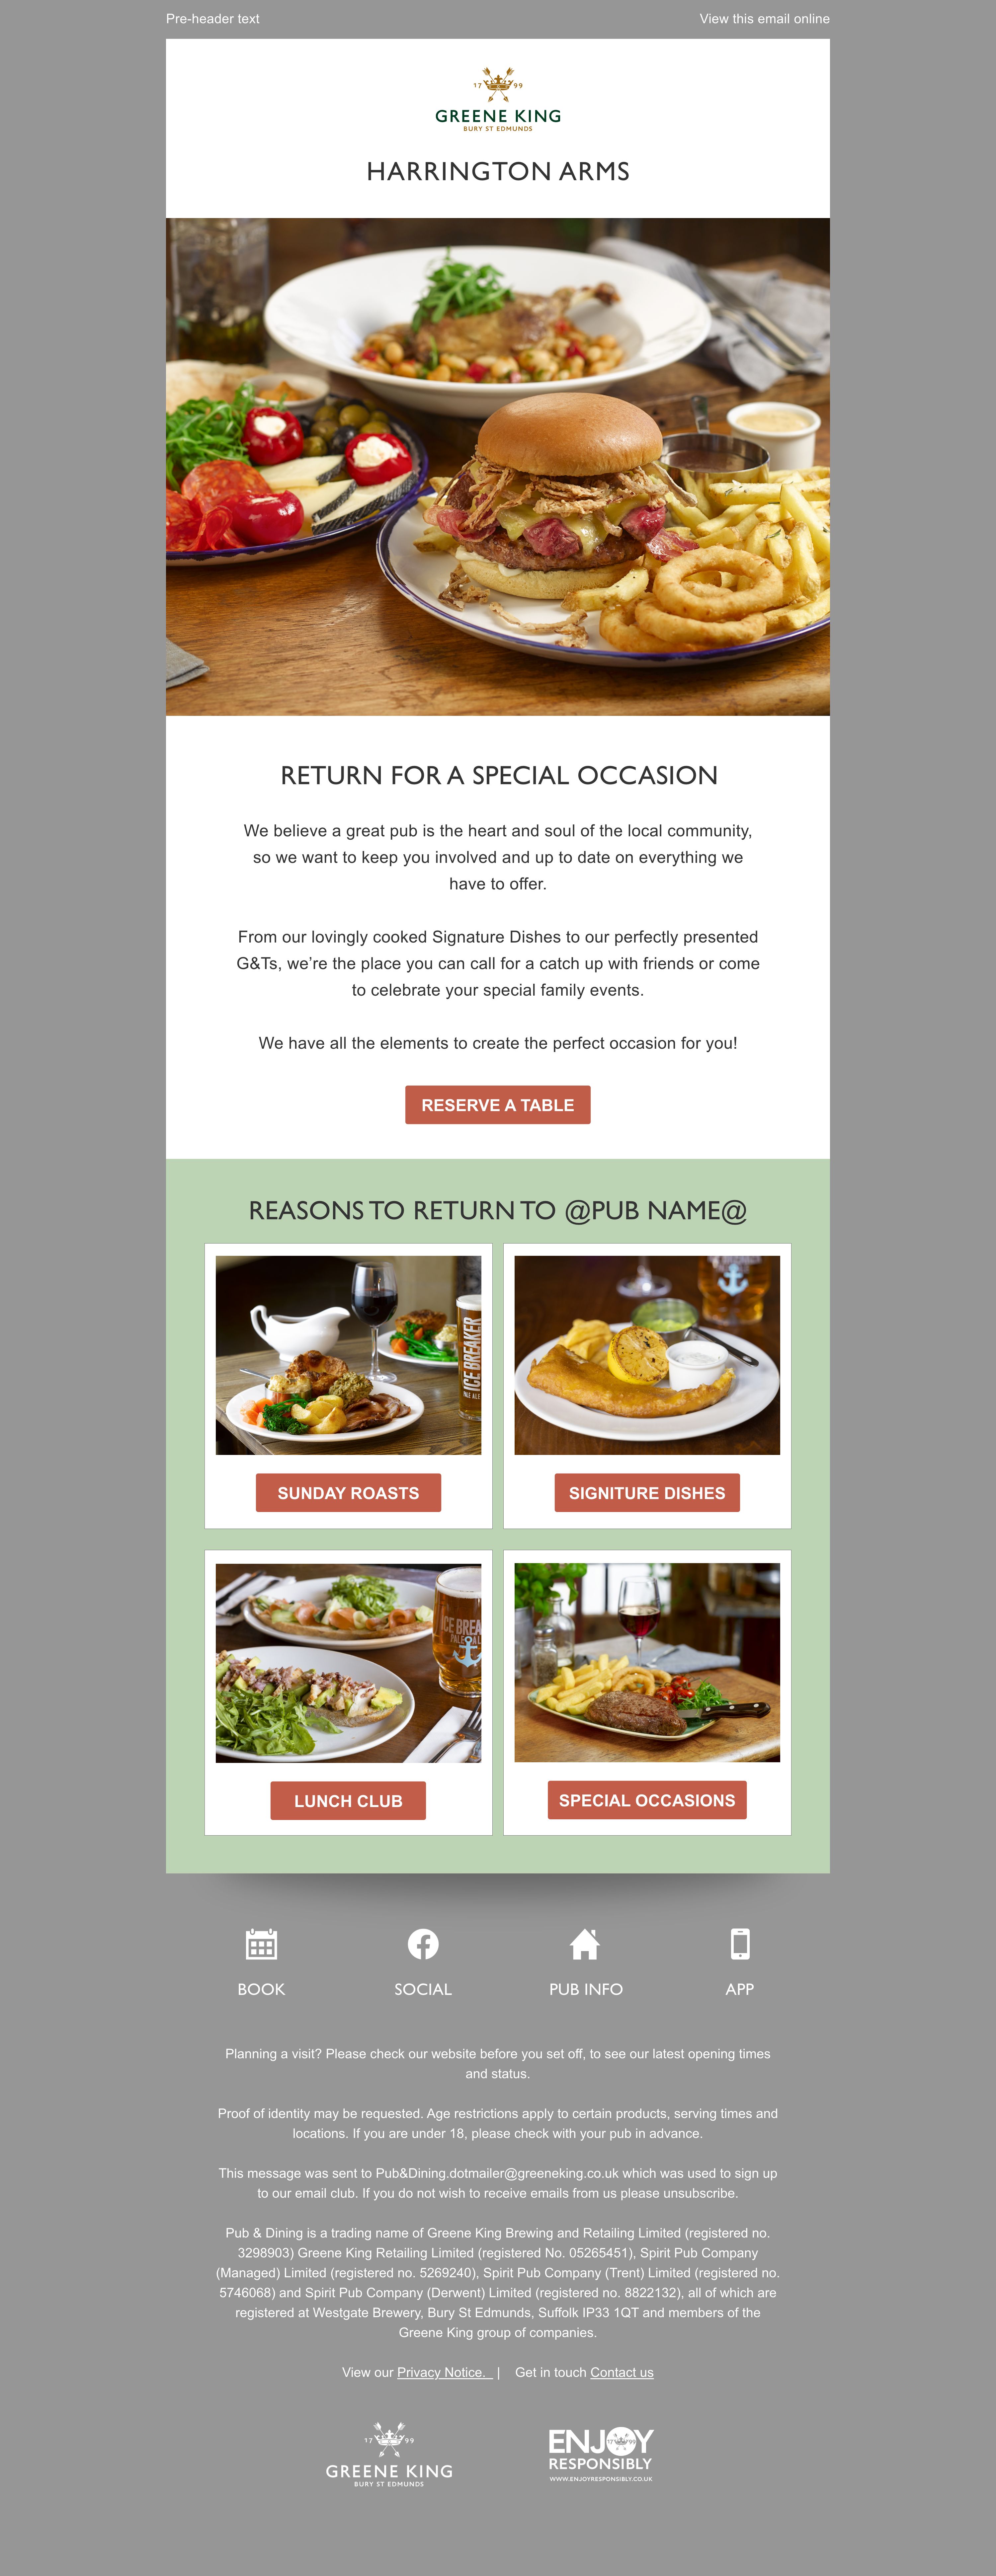 Pre-header text
View this email online
17 99
GREENE KING
BURY ST EDMUNDS
HARRINGTON ARMS
RETURN FOR A SPECIAL OCCASION
We believe a great pub is the heart and soul of the local community,
so we want to keep you involved and up to date on everything we
have to offer.
From our lovingly cooked Signature Dishes to our perfectly presented
G&Ts, we’re the place you can call for a catch up with friends or come
to celebrate your special family events.
We have all the elements to create the perfect occasion for you!
RESERVE A TABLE
REASONS TO RETURN TO @PUB NAME@
ICE BREAKER
PALE ALE
SUNDAY ROASTS
SIGNITURE DISHES
ICE BREA
PALE AL
LUNCH CLUB
SPECIAL OCCASIONS
BOOK
SOCIAL
PUB INFO
APP
Planning a visit? Please check our website before you set off, to see our latest opening times
and status.
Proof of identity may be requested. Age restrictions apply to certain products, serving times and
locations. If you are under 18, please check with your pub in advance.
This message was sent to Pub&Dining.dotmailer@greeneking.co.uk which was used to sign up
to our email club. If you do not wish to receive emails from us please unsubscribe.
Pub & Dining is a trading name of Greene King Brewing and Retailing Limited (registered no.
3298903) Greene King Retailing Limited (registered No. 05265451), Spirit Pub Company
(Managed) Limited (registered no. 5269240), Spirit Pub Company (Trent) Limited (registered no.
5746068) and Spirit Pub Company (Derwent) Limited (registered no. 8822132), all of which are
registered at Westgate Brewery, Bury St Edmunds, Suffolk IP33 1QT and members of the
Greene King group of companies.
View our Privacy Notice. | Get in touch Contact us
17 99
GREENE KING
BURY ST EDMUNDS
ENJOY
17 99
RESPONSIBLY
WWW.ENJOYRESPONSIBLY.CO.UK